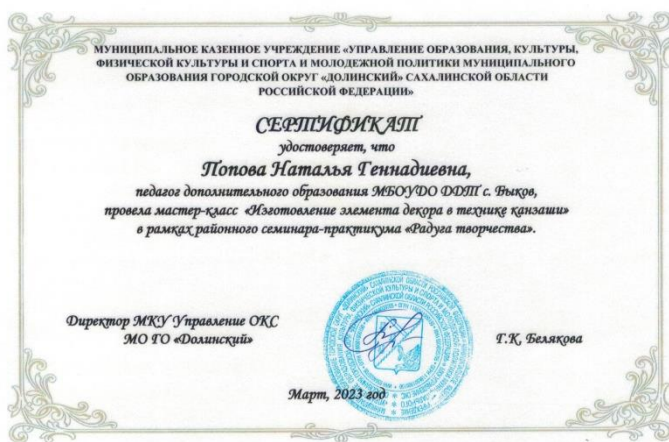 МУНИЦИПАЛЬНОЕ КАЗЕННОЕ УЧРЕЖДЕНИЕ «УПРАВЛЕНИЕ ОБРАЗОВАНИЯ, КУЛЬТУРЫ,
ФИЗИЧЕСКОЙ КУЛЬТУРЫ И СПОРТА И МОЛОДЕЖНОЙ ПОЛИТИКИ МУНИЦИПАЛЬНОГО
ОБРАЗОВАНИЯ ГОРОДСКОЙ ОКРУГ «ДОЛИНСКИЙ» САХАЛИНСКОЙ ОБЛАСТИ
РОССИЙСКОЙ ФЕДЕРАЦИИ»
СЕРТИФИКАТ
удостоверяет, что
Попова Наталья Геннадиевна,
педагог дополнительного образования МБОУДО ДДТ с. Быков,
провела мастер-класс «Изготовление элемента декора в технике канзаши»
в рамках районного семинара-практикума «Радуга творчества».
Директор МКУ Управление ОКС
МО ГО «Долинский»
Г.К. Белякова
Март, 2023 год